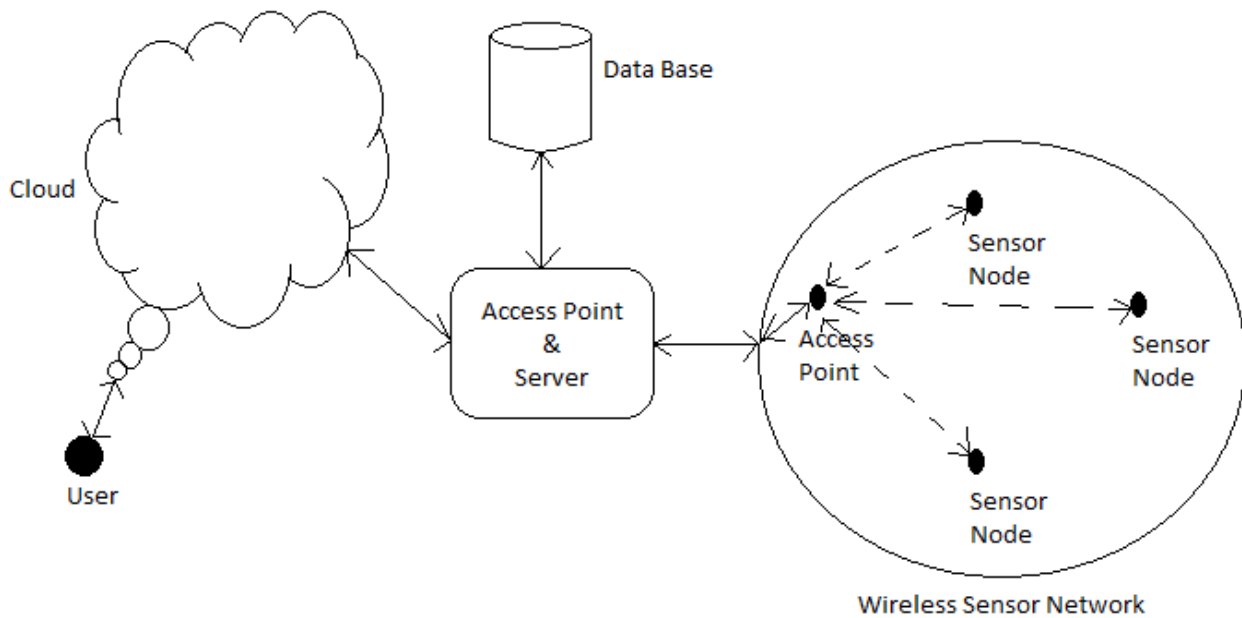 Data Base
Cloud
Access Point
&
Server
User
Sensor
Node
Access
Point
Sensor
Node
Sensor
Node
Wireless Sensor Network